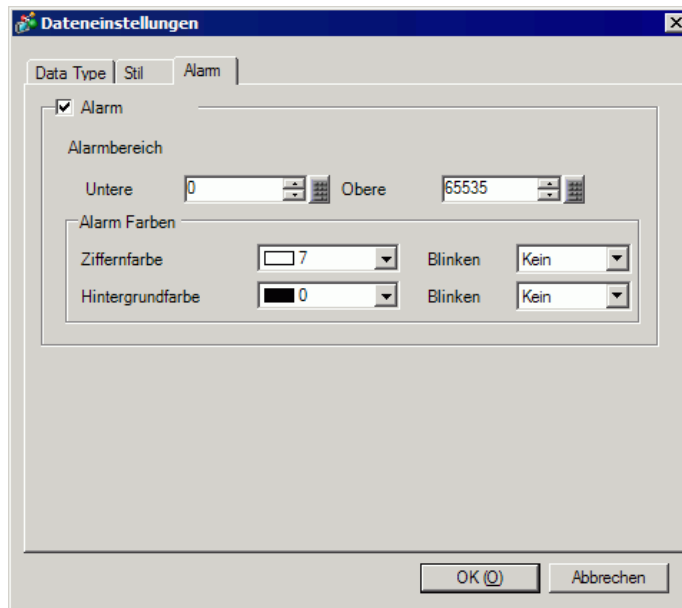 Dateneinstellungen
Data Type Stil Alarm
Alarm
Alarmbereich
Untere 0 Obere 65535
Alarm Farben
Ziffernfarbe 7 Blinken Kein
Hintergrundfarbe 0 Blinken Kein
OK (O) Abbrechen